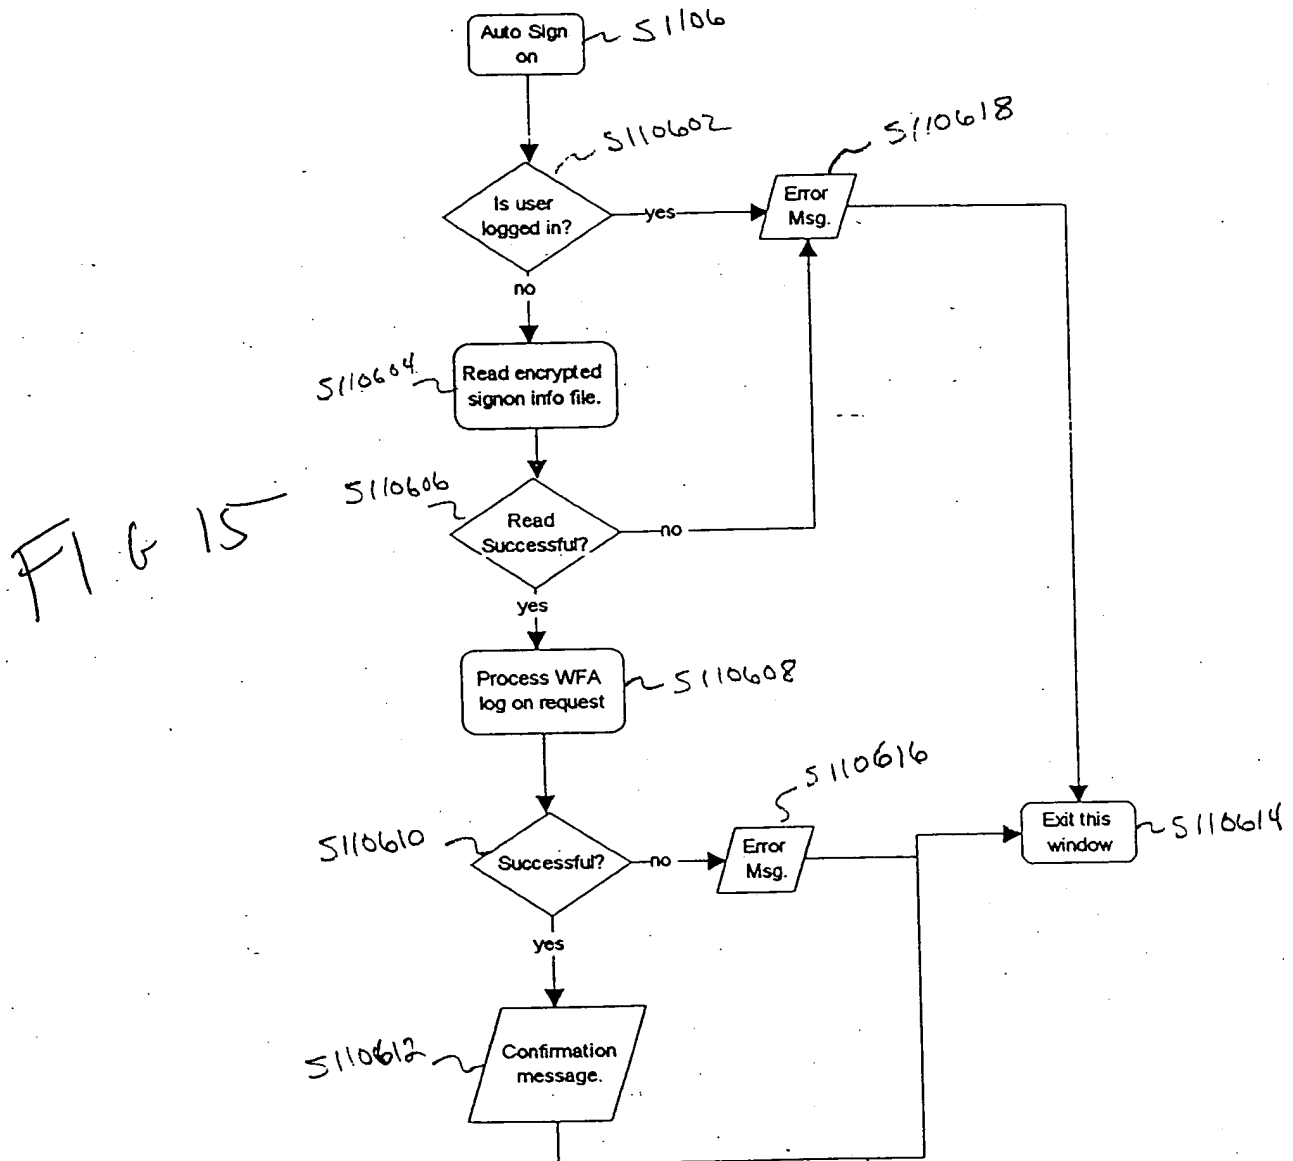 Auto Sign
on
S1106
S110602
S110618
Is user
logged in?
yes
Error
Msg.
no
S110604
Read encrypted
signon info file.
S110606
Read
Successful?
no
FIG 15
yes
Process WFA
log on request
S110608
S110616
S110610
Successful?
no
Error
Msg.
Exit this
window
S110614
yes
S110612
Confirmation
message.